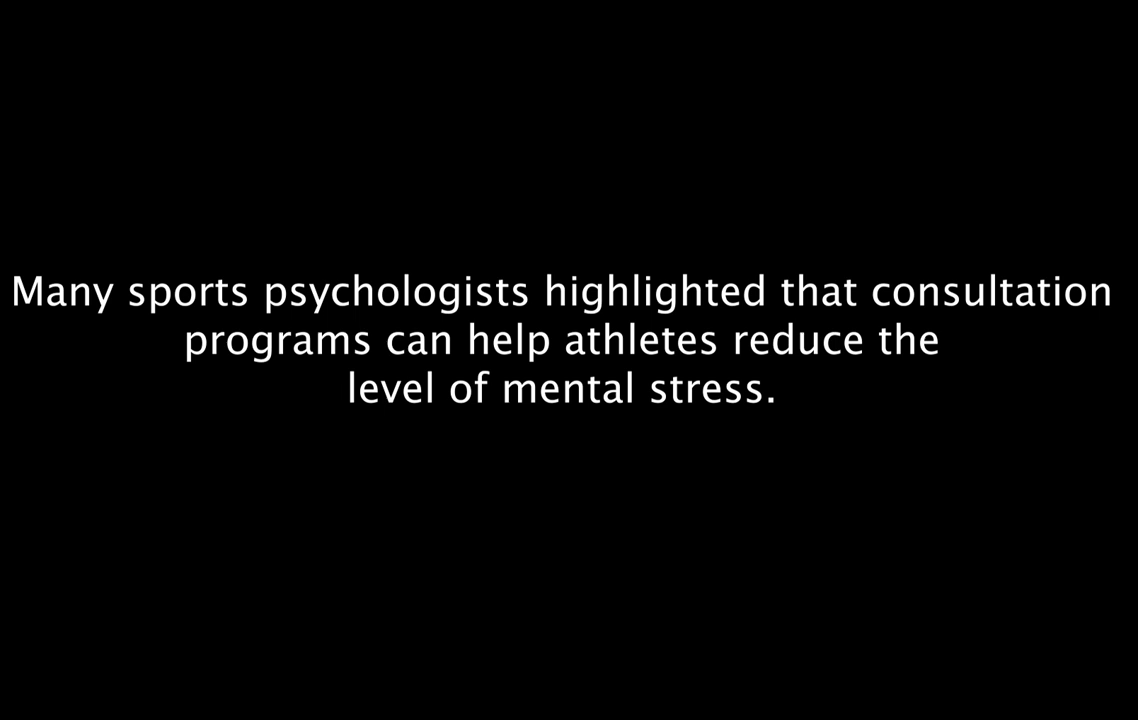 Many sports psychologists highlighted that consultation
programs can help athletes reduce the
level of mental stress.